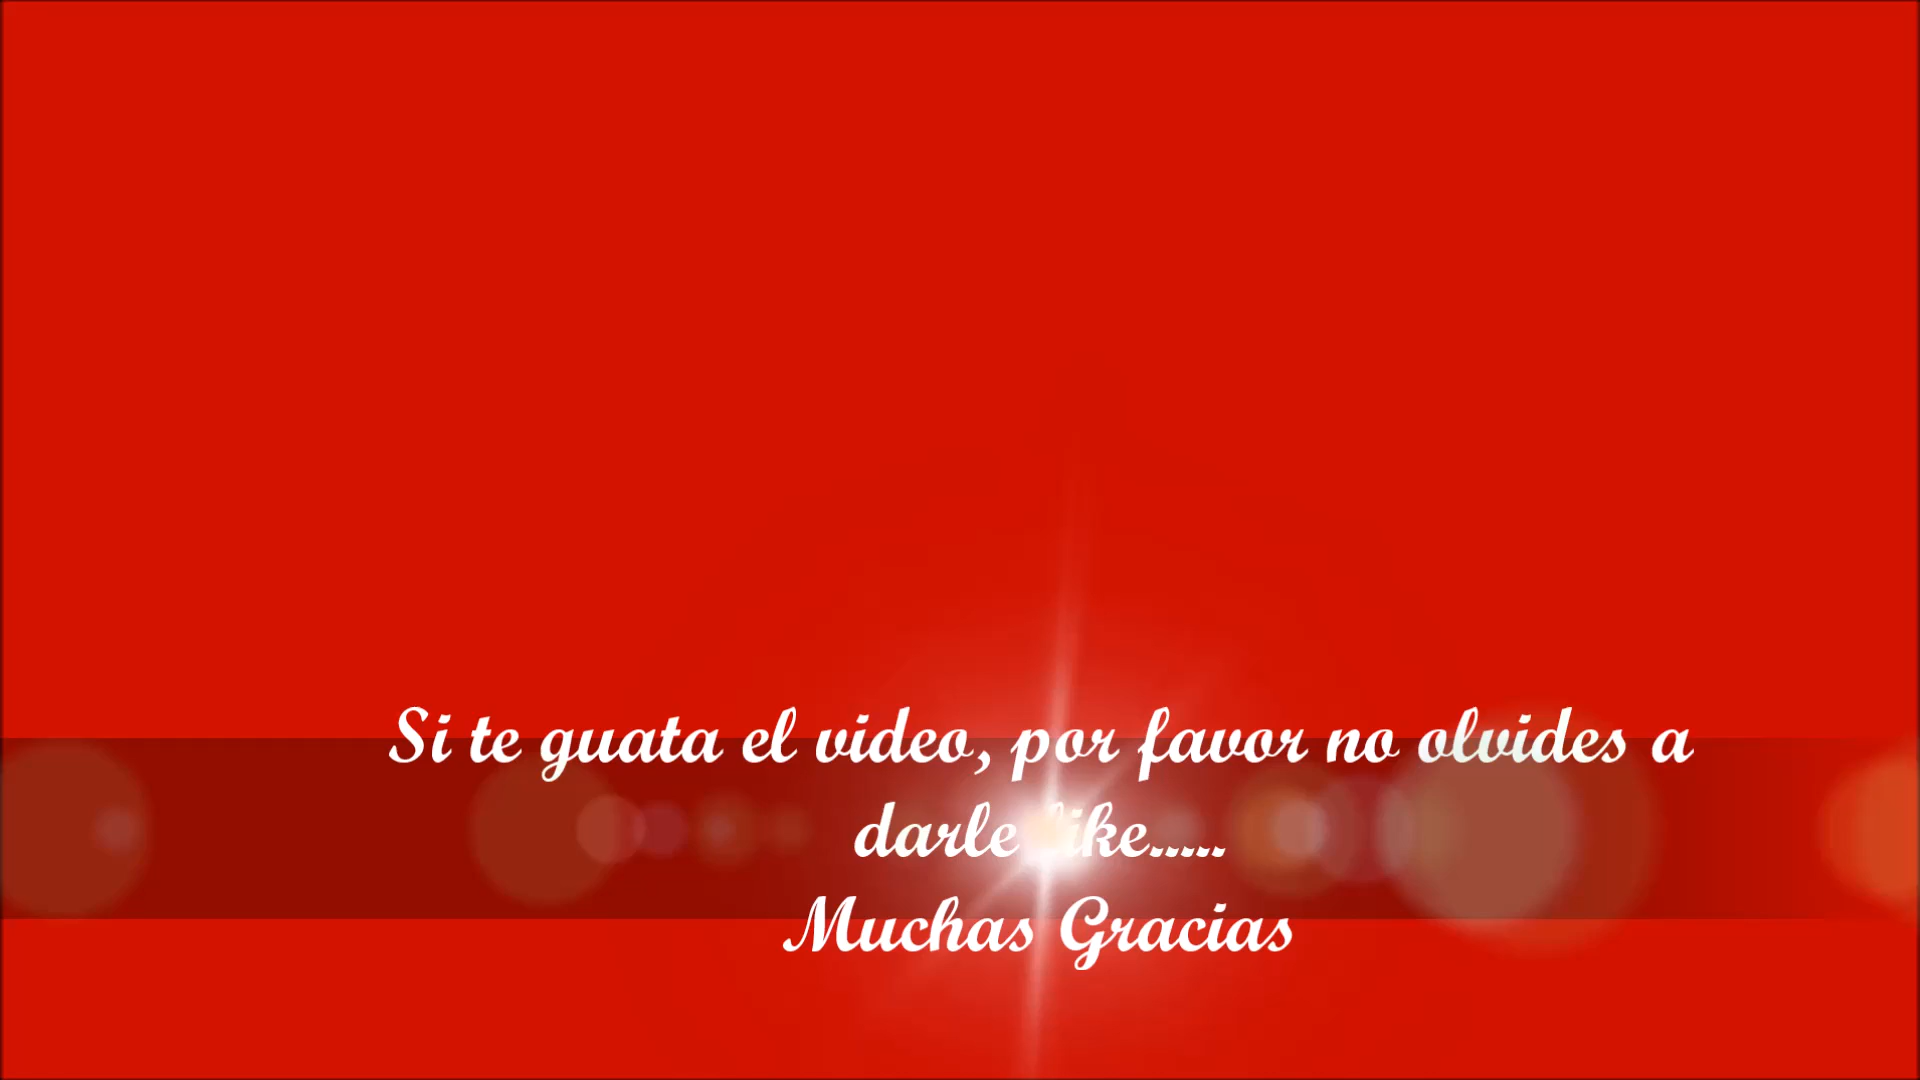 Si te guata el video, por favor no olvides a
darle like.....
Muchas Gracias